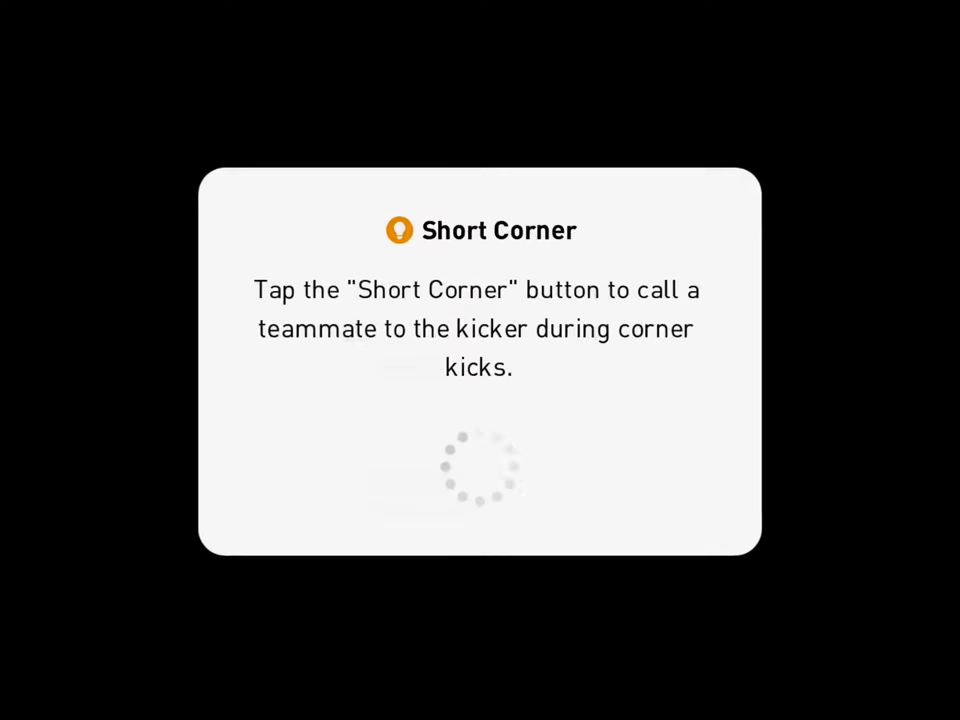 Short Corner
Tap the "Short Corner" button to call a
teammate to the kicker during corner
kicks.